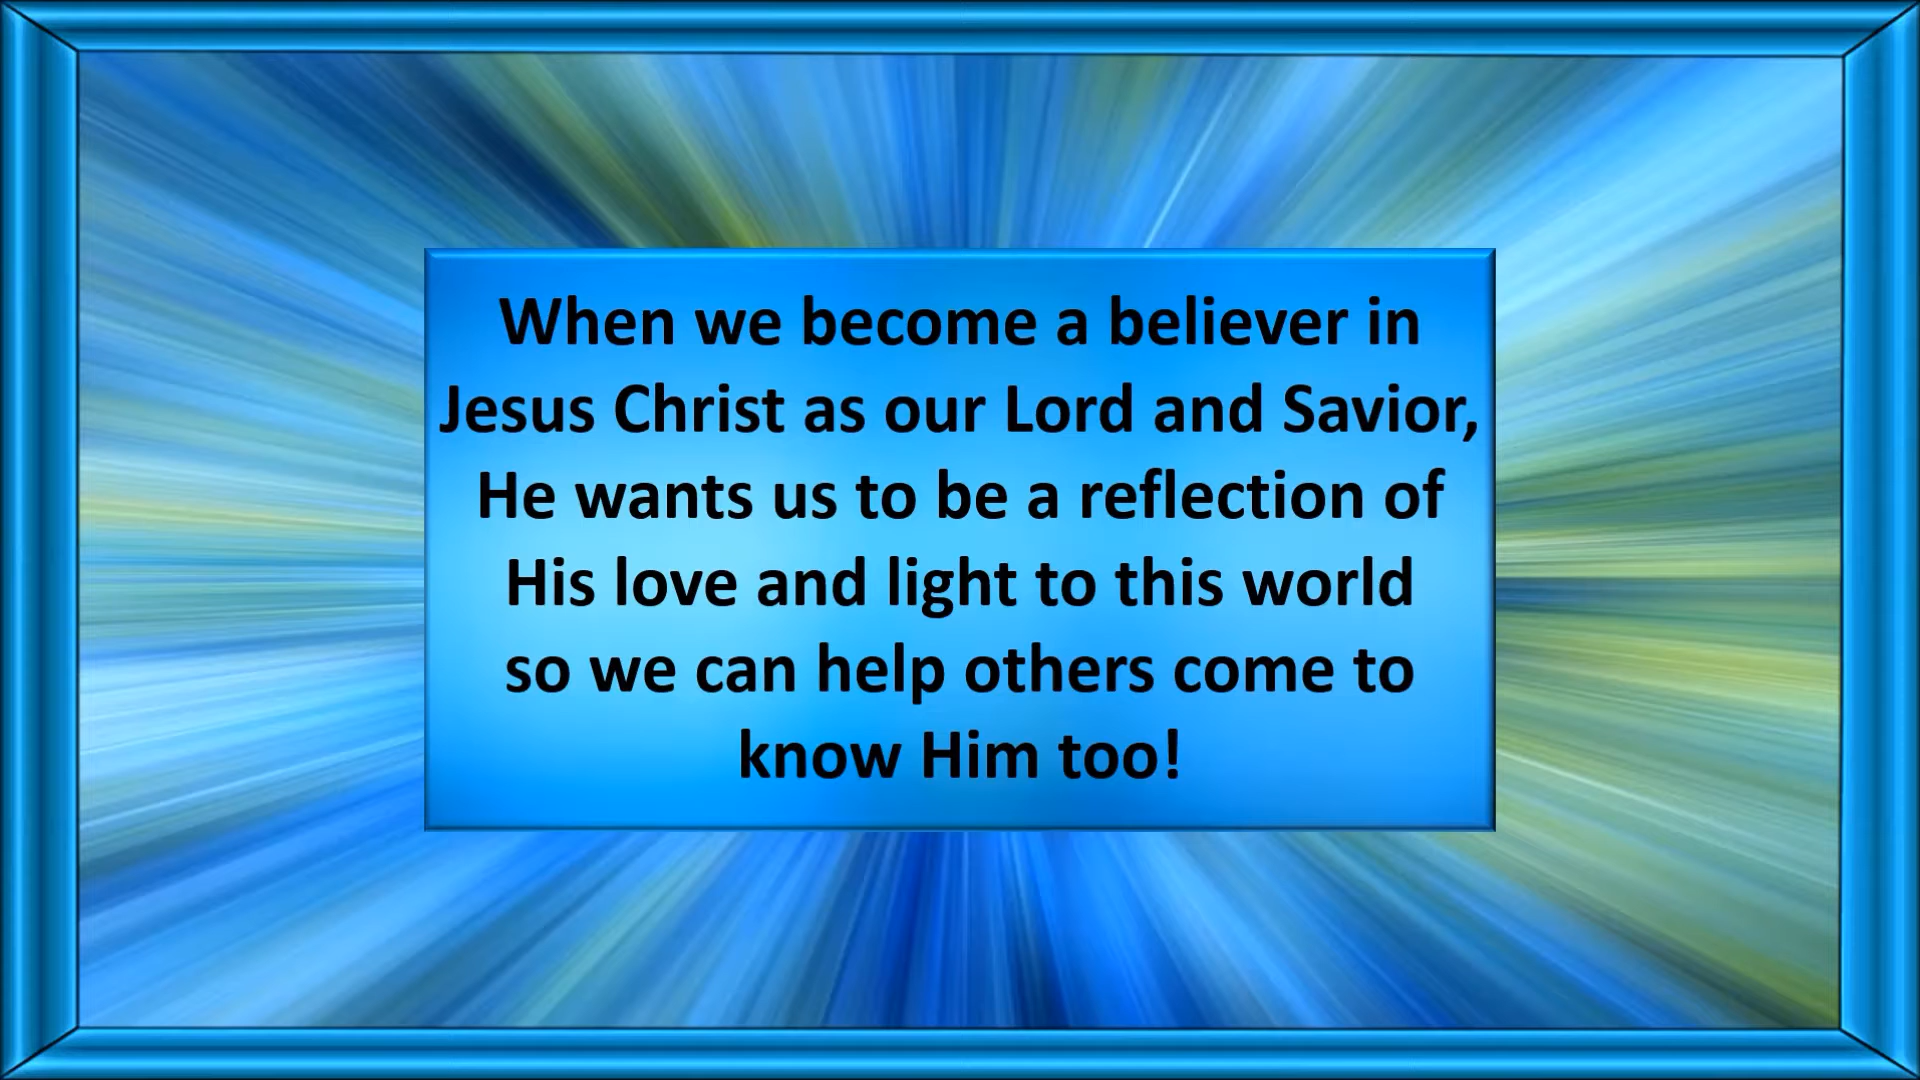 When we become a believer in
Jesus Christ as our Lord and Savior,
He wants us to be a reflection of
His love and light to this world
so we can help others come to
know Him too!